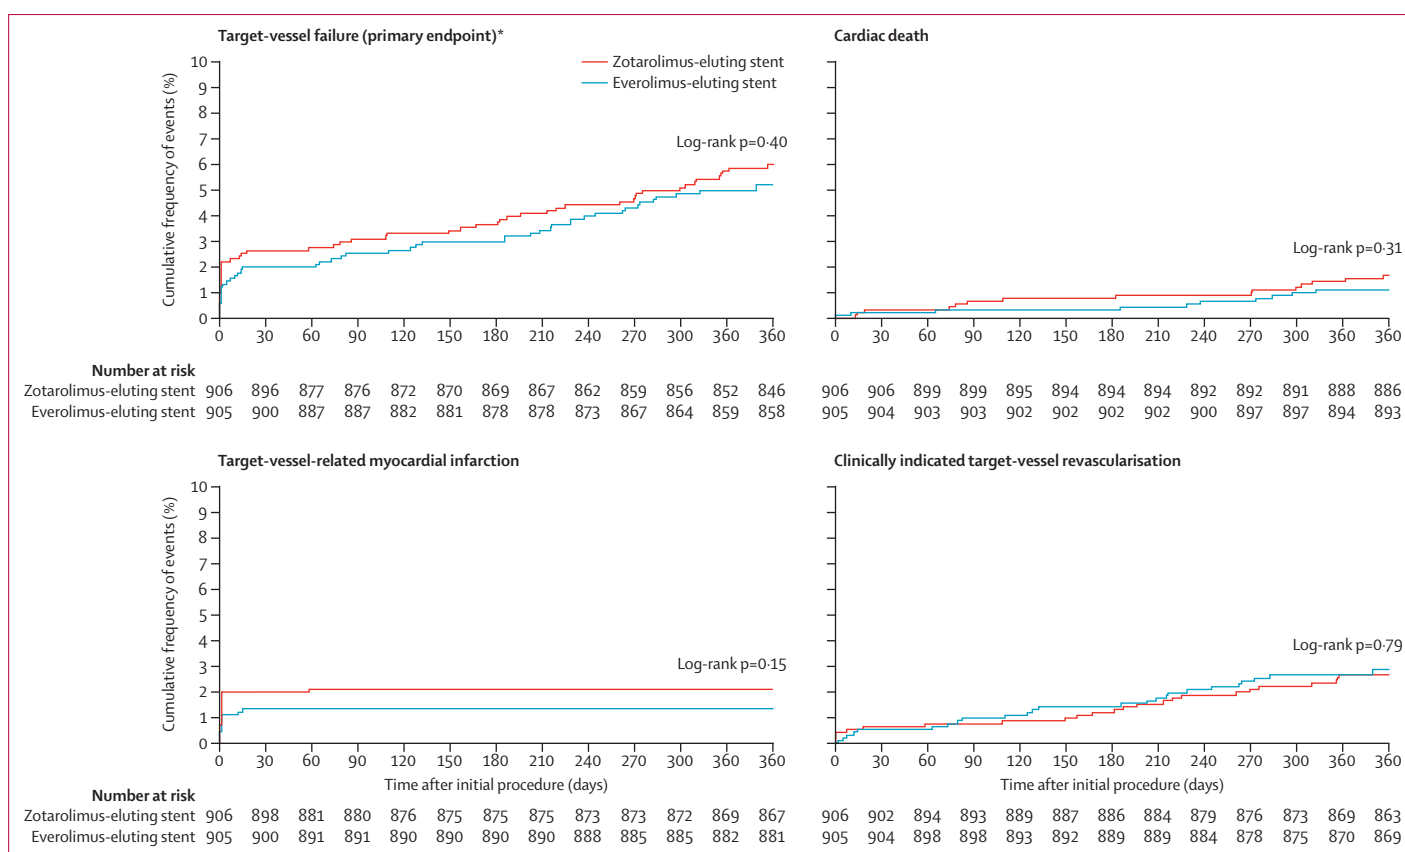 Target-vessel failure (primary endpoint)*
Cumulative frequency of events (%)
10
9
8
7
6
5
4
3
2
1
0
Zotarolimus-eluting stent
Everolimus-eluting stent
Log-rank p=0·40
0 30 60 90 120 150 180 210 240 270 300 360 360
Cardiac death
Log-rank p=0·31
0 30 60 90 120 150 180 210 240 270 300 360 360
Number at risk
Zotarolimus-eluting stent 906 896 877 876 872 870 869 867 862 859 856 852 846
Everolimus-eluting stent 905 900 887 887 882 881 878 878 873 867 864 859 858
906 906 899 899 895 894 894 894 892 892 891 888 886
905 904 903 903 902 902 902 902 900 897 897 894 893
Target-vessel-related myocardial infarction
Cumulative frequency of events (%)
10
9
8
7
6
5
4
3
2
1
0
Log-rank p=0·15
0 30 60 90 120 150 180 210 240 270 300 360 360
Time after initial procedure (days)
Clinically indicated target-vessel revascularisation
Log-rank p=0·79
0 30 60 90 120 150 180 210 240 270 300 360 360
Time after initial procedure (days)
Number at risk
Zotarolimus-eluting stent 906 898 881 880 876 875 875 875 873 873 872 869 867
Everolimus-eluting stent 905 900 891 891 890 890 890 890 888 885 885 882 881
906 902 894 893 889 887 886 884 879 876 873 869 863
905 904 898 898 893 892 889 889 884 878 875 870 869